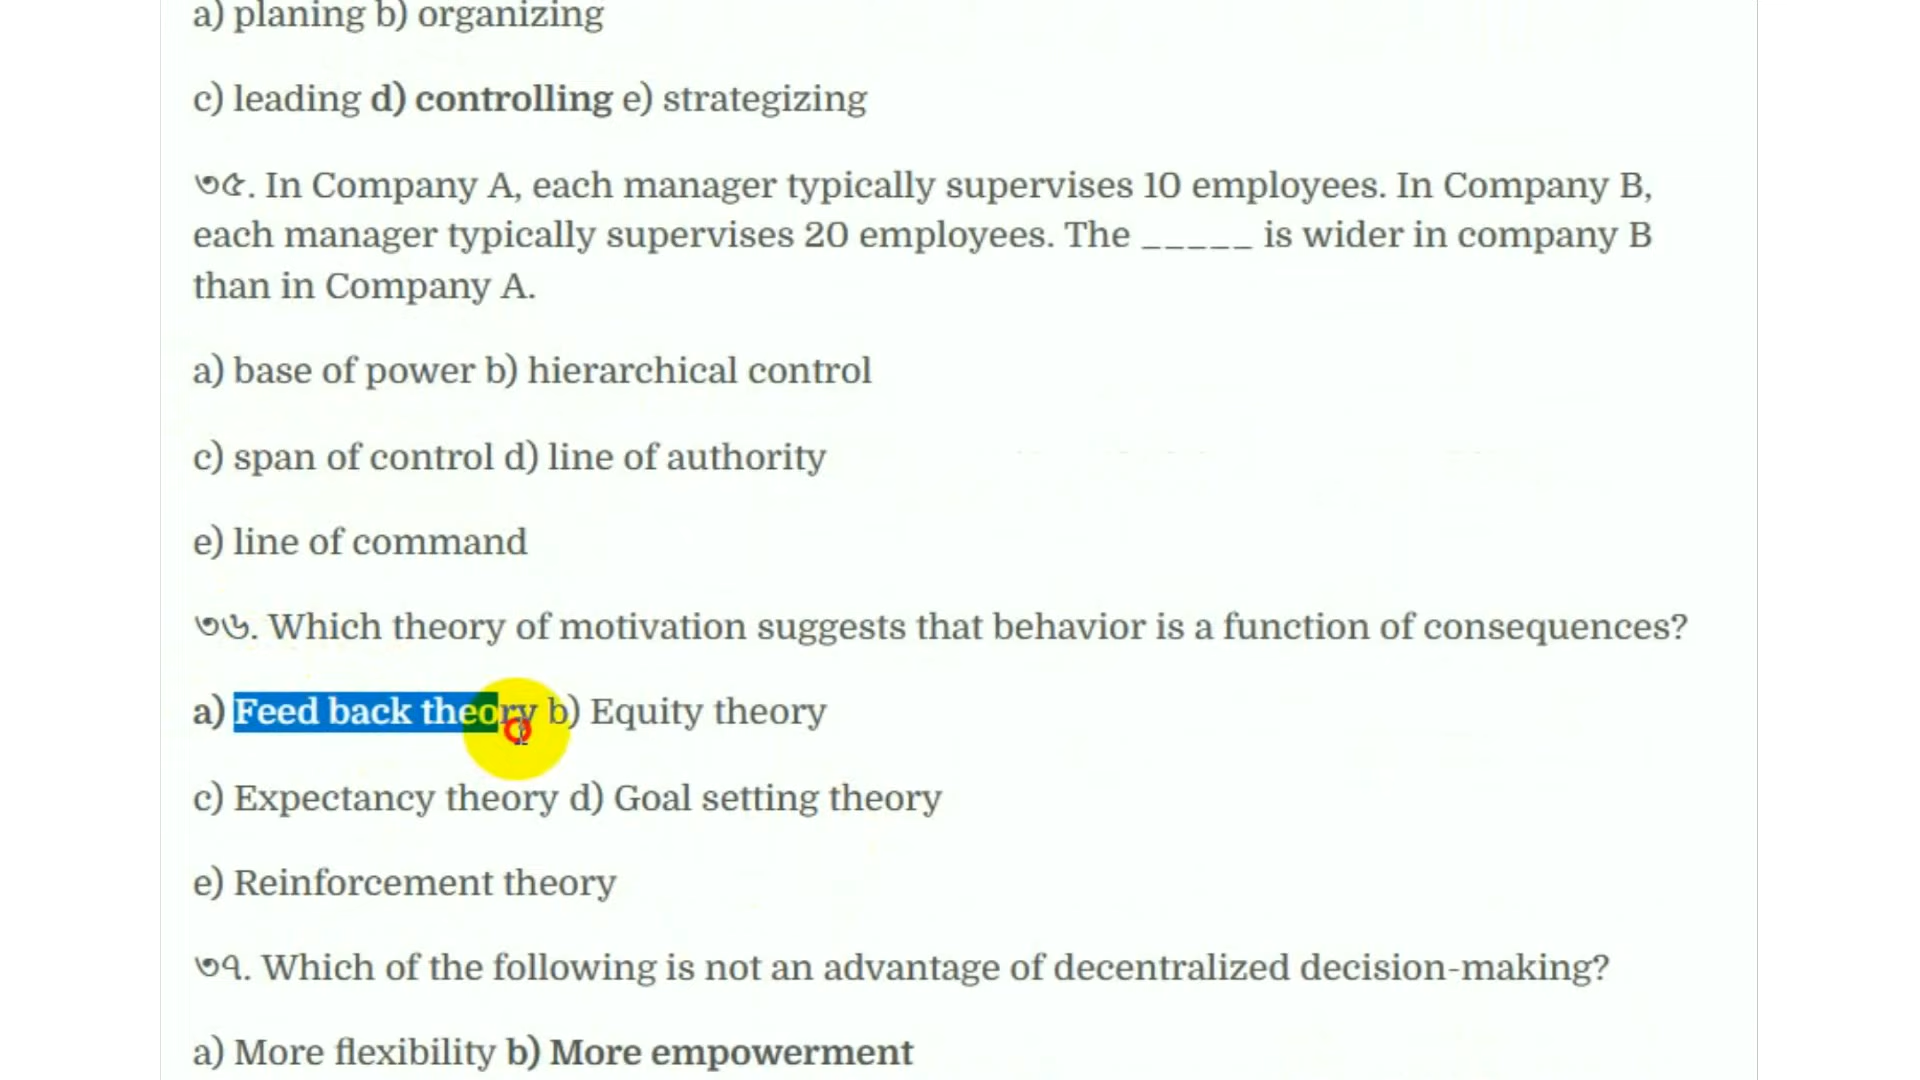 a) planing b) organizing
c) leading d) controlling e) strategizing
৩৫. In Company A, each manager typically supervises 10 employees. In Company B,
each manager typically supervises 20 employees. The _____ is wider in company B
than in Company A.
a) base of power b) hierarchical control
c) span of control d) line of authority
e) line of command
৩৬. Which theory of motivation suggests that behavior is a function of consequences?
a) Feed back theory b) Equity theory
c) Expectancy theory d) Goal setting theory
e) Reinforcement theory
৩৭. Which of the following is not an advantage of decentralized decision-making?
a) More flexibility b) More empowerment